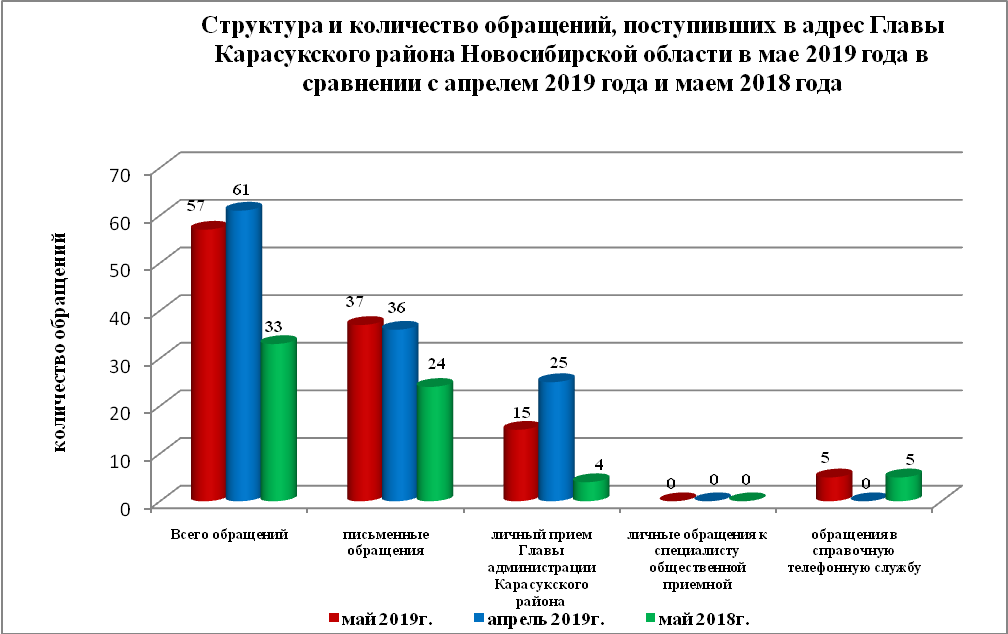 Структура и количество обращений, поступивших в адрес Главы
Карасукского района Новосибирской области в мае 2019 года в
сравнении с апрелем 2019 года и маем 2018 года
количество обращений
70
60
50
40
30
20
10
0
57
61
33
37
36
24
15
25
4
0
0
0
5
0
5
Всего обращений
письменные
обращения
личный прием
Главы
администрации
Карасукского
района
личные обращения к
специалисту
общественной
приемной
обращения в
справочную
телефонную службу
май 2019г.
апрель 2019г.
май 2018г.